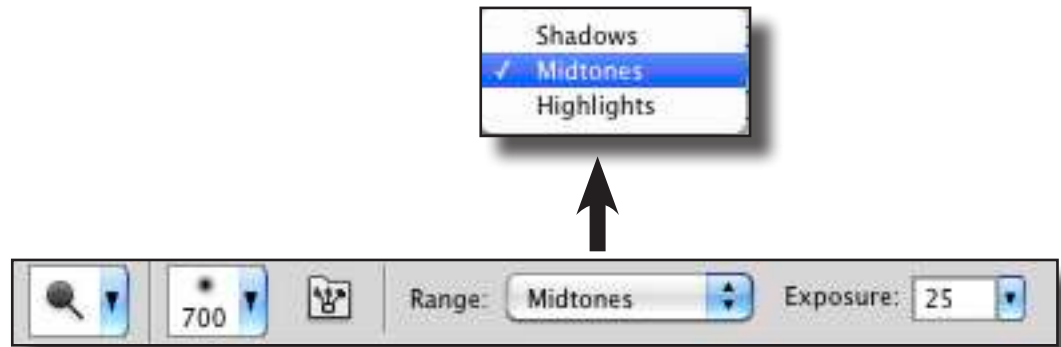 Shadows
✓ Midtones
Highlights
700 Range: Midtones Exposure: 25